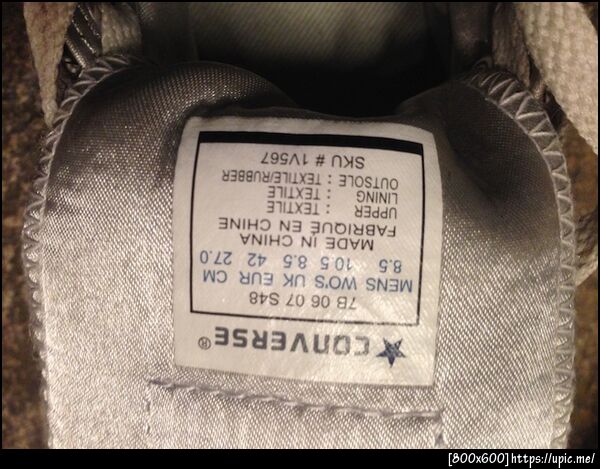 ★ CONVERSE®
7B 06 07 S48
MENS WO'S UK EUR CM
8.5 10.5 8.5 42 27.0
MADE IN CHINA
FABRIQUÉ EN CHINE
UPPER : TEXTILE
LINING : TEXTILE
OUTSOLE : TEXTILE/RUBBER
SKU # 1V567
[800x600]https://upic.me/